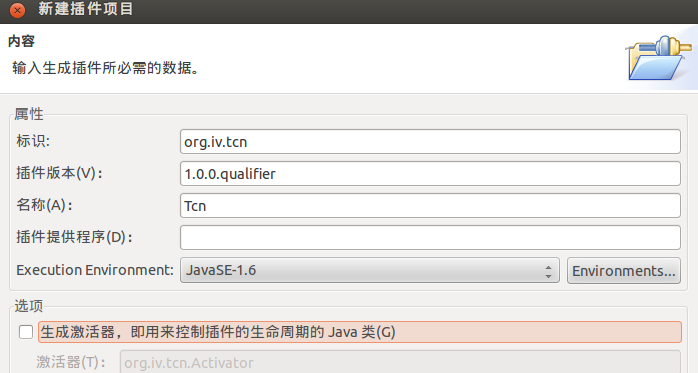 新建插件项目
内容
输入生成插件所必需的数据。
属性
标识: org.iv.tcn
插件版本(V): 1.0.0.qualifier
名称(A): Tcn
插件提供程序(D):
Execution Environment: JavaSE-1.6 Environments...
选项
生成激活器，即用来控制插件的生命周期的 Java 类(G)
激活器(T): org.iv.tcn.Activator